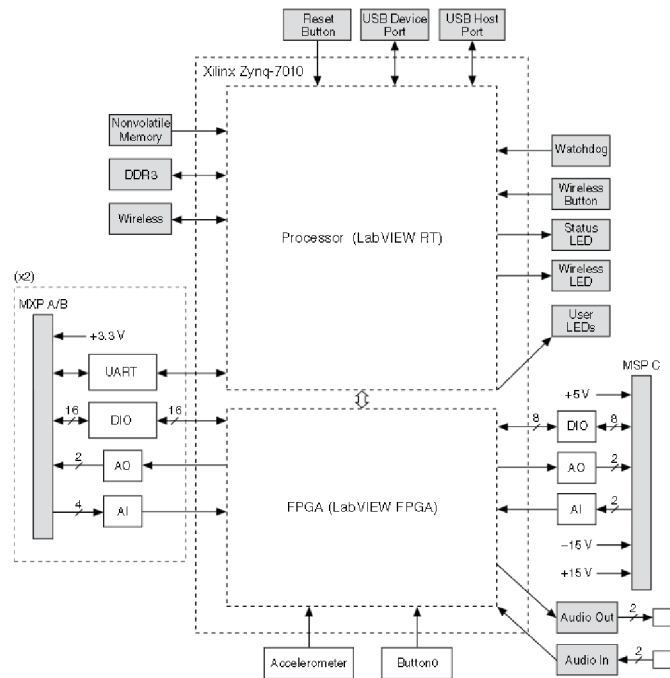 Reset
Button
USB Device
Port
USB Host
Port
Xilinx Zynq-7010
Nonvolatile
Memory
DDR3
Wireless
Processor (LabVIEW RT)
Watchdog
Wireless
Button
Status
LED
Wireless
LED
User
LEDs
(x2)
MXP A/B
+3.3 V
UART
16
DIO
16
2
AO
4
AI
FPGA (LabVIEW FPGA)
MSP C
+5 V
8
DIO
8
AO
2
AI
2
–15 V
+15 V
Audio Out
2
Audio In
2
Accelerometer
Button0